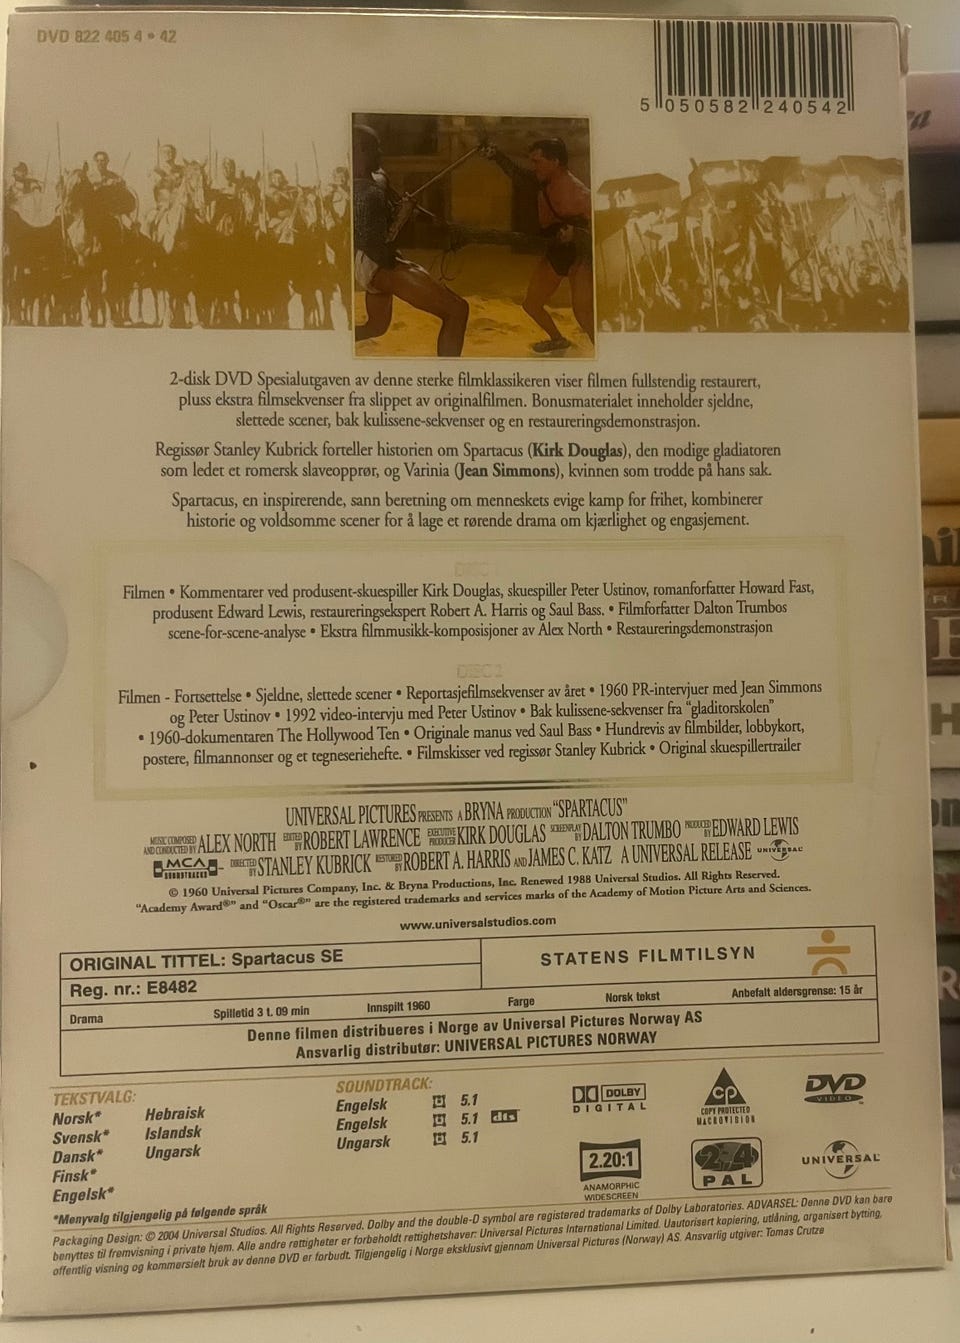 DVD 822 405 4 • 42
5 050582 240542
2-disk DVD Spesialutgaven av denne sterke filmklassikeren viser filmen fullstendig restaurert,
pluss ekstra filmsekvenser fra slippet av originalfilmen. Bonusmaterialet inneholder sjeldne,
slettede scener, bak kulissene-sekvenser og en restaureringsdemonstrasjon.
Regissør Stanley Kubrick forteller historien om Spartacus (Kirk Douglas), den modige gladiatoren
som ledet et romersk slaveopprør, og Varinia (Jean Simmons), kvinnen som trodde på hans sak.
Spartacus, en inspirerende, sann beretning om menneskets evige kamp for frihet, kombinerer
historie og voldsomme scener for å lage et rørende drama om kjærlighet og engasjement.
DISC 1
Filmen • Kommentarer ved produsent-skuespiller Kirk Douglas, skuespiller Peter Ustinov, romanforfatter Howard Fast,
produsent Edward Lewis, restaureringsekspert Robert A. Harris og Saul Bass. • Filmforfatter Dalton Trumbos
scene-for-scene-analyse • Ekstra filmmusikk-komposisjoner av Alex North • Restaureringsdemonstrasjon
DISC 2
Filmen - Fortsettelse • Sjeldne, slettede scener • Reportasjefilmsekvenser av året • 1960 PR-intervjuer med Jean Simmons
og Peter Ustinov • 1992 video-intervju med Peter Ustinov • Bak kulissene-sekvenser fra "gladitorskolen"
• 1960-dokumentaren The Hollywood Ten • Originale manus ved Saul Bass • Hundrevis av filmbilder, lobbykort,
postere, filmannonser og et tegneseriehefte. • Filmskisser ved regissør Stanley Kubrick • Original skuespillertrailer
UNIVERSAL PICTURES PRESENTS A BRYNA PRODUCTION "SPARTACUS"
MUSIC COMPOSED AND CONDUCTED BY ALEX NORTH EDITED BY ROBERT LAWRENCE EXECUTIVE PRODUCER KIRK DOUGLAS SCREENPLAY BY DALTON TRUMBO PRODUCED BY EDWARD LEWIS
MCA SOUNDTRACKS DIRECTED BY STANLEY KUBRICK RESTORED BY ROBERT A. HARRIS AND JAMES C. KATZ A UNIVERSAL RELEASE UNIVERSAL
© 1960 Universal Pictures Company, Inc. & Bryna Productions, Inc. Renewed 1988 Universal Studios. All Rights Reserved.
"Academy Award®" and "Oscar®" are the registered trademarks and services marks of the Academy of Motion Picture Arts and Sciences.
www.universalstudios.com
ORIGINAL TITTEL: Spartacus SE
STATENS FILMTILSYN
Reg. nr.: E8482
Drama Spilletid 3 t. 09 min Innspilt 1960 Farge Norsk tekst Anbefalt aldersgrense: 15 år
Denne filmen distribueres i Norge av Universal Pictures Norway AS
Ansvarlig distributør: UNIVERSAL PICTURES NORWAY
TEKSTVALG:
Norsk* Hebraisk
Svensk* Islandsk
Dansk* Ungarsk
Finsk*
Engelsk*
SOUNDTRACK:
Engelsk 5.1
Engelsk 5.1 dts
Ungarsk 5.1
DOLBY
DIGITAL
CP
COPY PROTECTED
MACROVISION
DVD
VIDEO
2.20:1
ANAMORPHIC
WIDESCREEN
2 4
PAL
UNIVERSAL
*Menyvalg tilgjengelig på følgende språk
Packaging Design: © 2004 Universal Studios. All Rights Reserved. Dolby and the double-D symbol are registered trademarks of Dolby Laboratories. ADVARSEL: Denne DVD kan bare
benyttes til fremvisning i private hjem. Alle andre rettigheter er forbeholdt rettighetshaver: Universal Pictures International Limited. Uautorisert kopiering, utlåning, organisert bytting,
offentlig visning og kommersielt bruk av denne DVD er forbudt. Tilgjengelig i Norge eksklusivt gjennom Universal Pictures (Norway) AS. Ansvarlig utgiver: Tomas Crutze